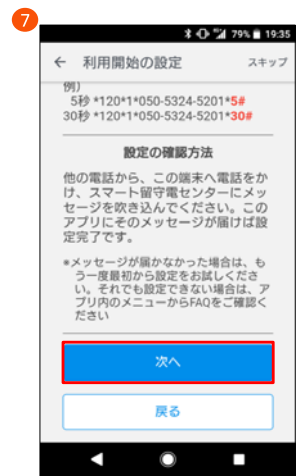 7
79% 19:35
← 利用開始の設定 スキップ
例)
5秒 *120*1*050-5324-5201*5#
30秒 *120*1*050-5324-5201*30#
設定の確認方法
他の電話から、この端末へ電話をか
け、スマート留守電センターにメッ
セージを吹き込んでください。この
アプリにそのメッセージが届けば設
定完了です。
*メッセージが届かなかった場合は、も
う一度最初から設定をお試しくださ
い。それでも設定できない場合は、ア
プリ内のメニューからFAQをご確認く
ださい
次へ
戻る